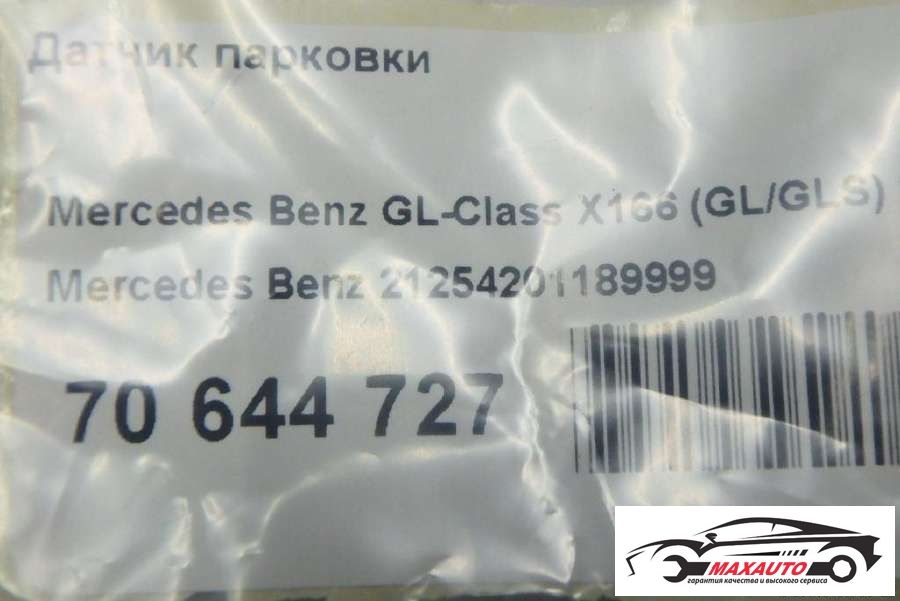 Датчик парковки
Mercedes Benz GL-Class X166 (GL/GLS)
Mercedes Benz 21254201189999
70 644 727
MAXAUTO
гарантия качества и высокого сервиса